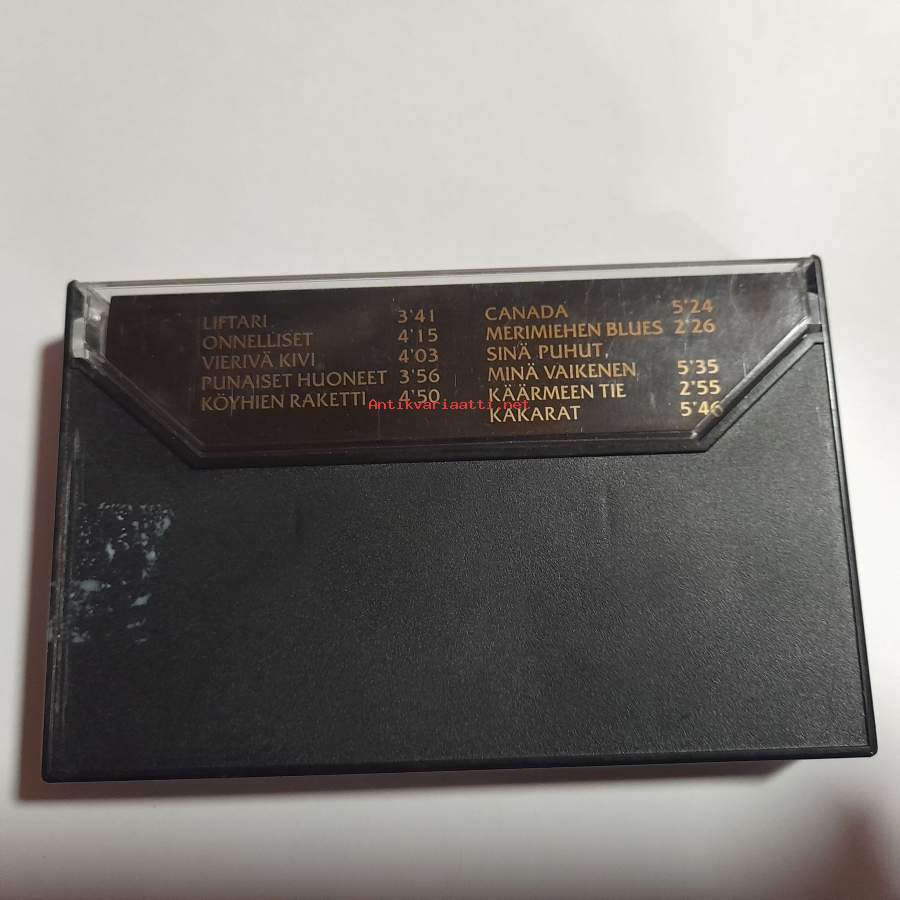 LIFTARI 3'41
ONNELLISET 4'15
VIERIVÄ KIVI 4'03
PUNAISET HUONEET 3'56
KÖYHIEN RAKETTI 4'50
CANADA 5'24
MERIMIEHEN BLUES 2'26
SINÄ PUHUT,
MINÄ VAIKENEN 5'35
KÄÄRMEEN TIE 2'55
KAKARAT 5'46
Antikvariaatti.net